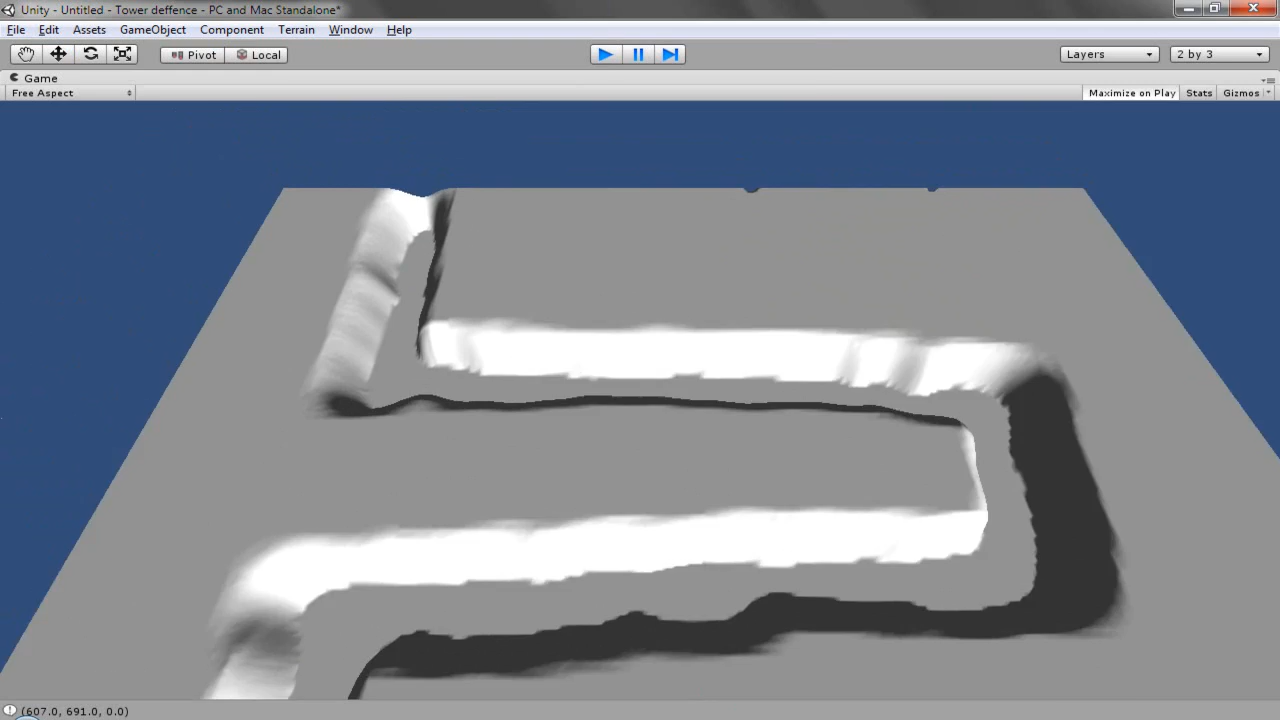 Unity - Untitled - Tower deffence - PC and Mac Standalone*
File Edit Assets GameObject Component Terrain Window Help
Pivot Local Layers 2 by 3
Game
Free Aspect Maximize on Play Stats Gizmos
(607.0, 691.0, 0.0)